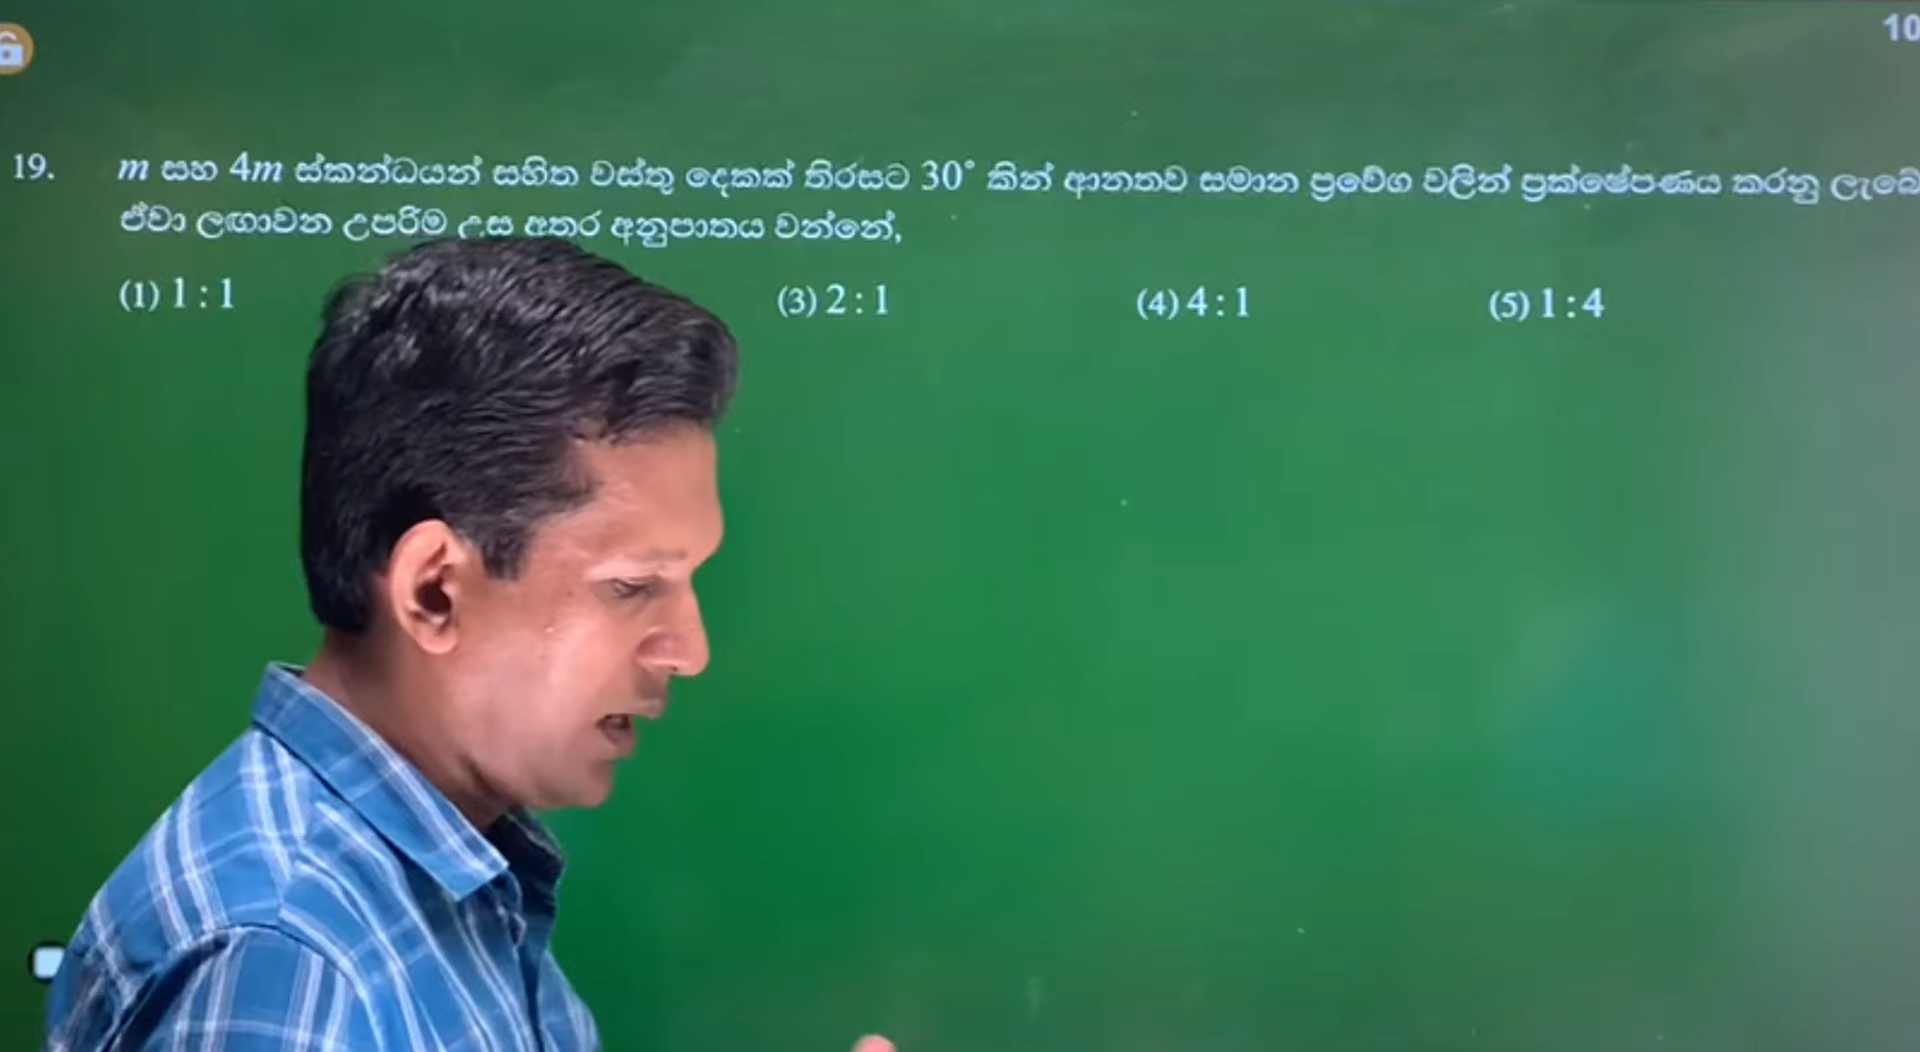 10
19. m සහ 4m ස්කන්ධයන් සහිත වස්තු දෙකක් තිරසට 30° කින් ආනතව සමාන ප්‍රවේග වලින් ප්‍රක්ෂේපණය කරනු ලැබේ
ඒවා ලඟාවන උපරිම උස අතර අනුපාතය වන්නේ,
(1) 1 : 1 (3) 2 : 1 (4) 4 : 1 (5) 1 : 4